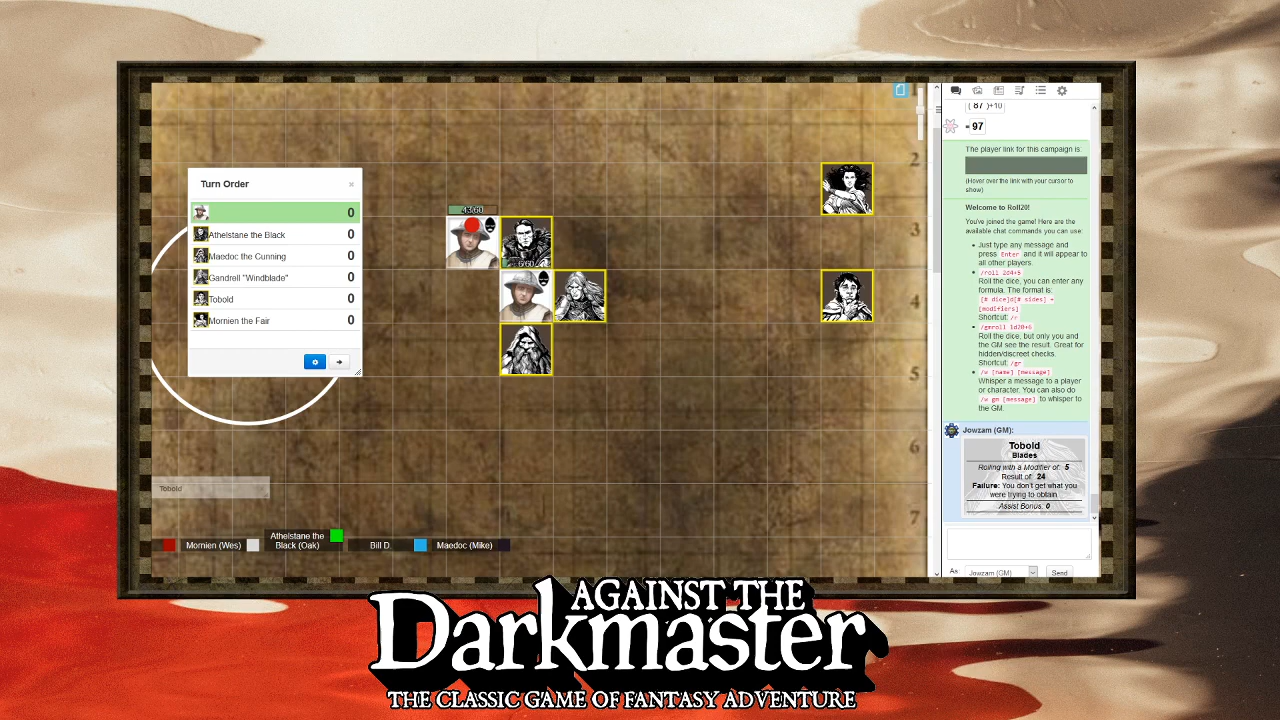 Turn Order
0
Athelstane the Black 0
Maedoc the Cunning 0
Gandrell "Windblade" 0
Tobold 0
Mornien the Fair 0
43/60
6/60
2
3
4
5
6
7
Tobold
Mornien (Wes)
Athelstane the
Black (Oak)
Bill D.
Maedoc (Mike)
( 87 )+10
= 97
The player link for this campaign is:
(Hover over the link with your cursor to
show)
Welcome to Roll20!
You've joined the game! Here are the
available chat commands you can use:
• Just type any message and
press Enter and it will appear to
all other players.
• /roll 2d4+5
Roll the dice, you can enter any
formula. The format is:
[# dice]d[# sides] +
[modifiers]
Shortcut: /r
• /gmroll 1d20+6
Roll the dice, but only you and
the GM see the result. Great for
hidden/discreet checks.
Shortcut: /gr
• /w [name] [message]
Whisper a message to a player
or character. You can also do
/w gm [message] to whisper to
the GM.
Jowzam (GM):
Tobold
Blades
Rolling with a Modifier of: 5
Result of: 24
Failure: You don't get what you
were trying to obtain.
Assist Bonus: 0
As: Jowzam (GM) Send
AGAINST THE
Darkmaster
THE CLASSIC GAME OF FANTASY ADVENTURE